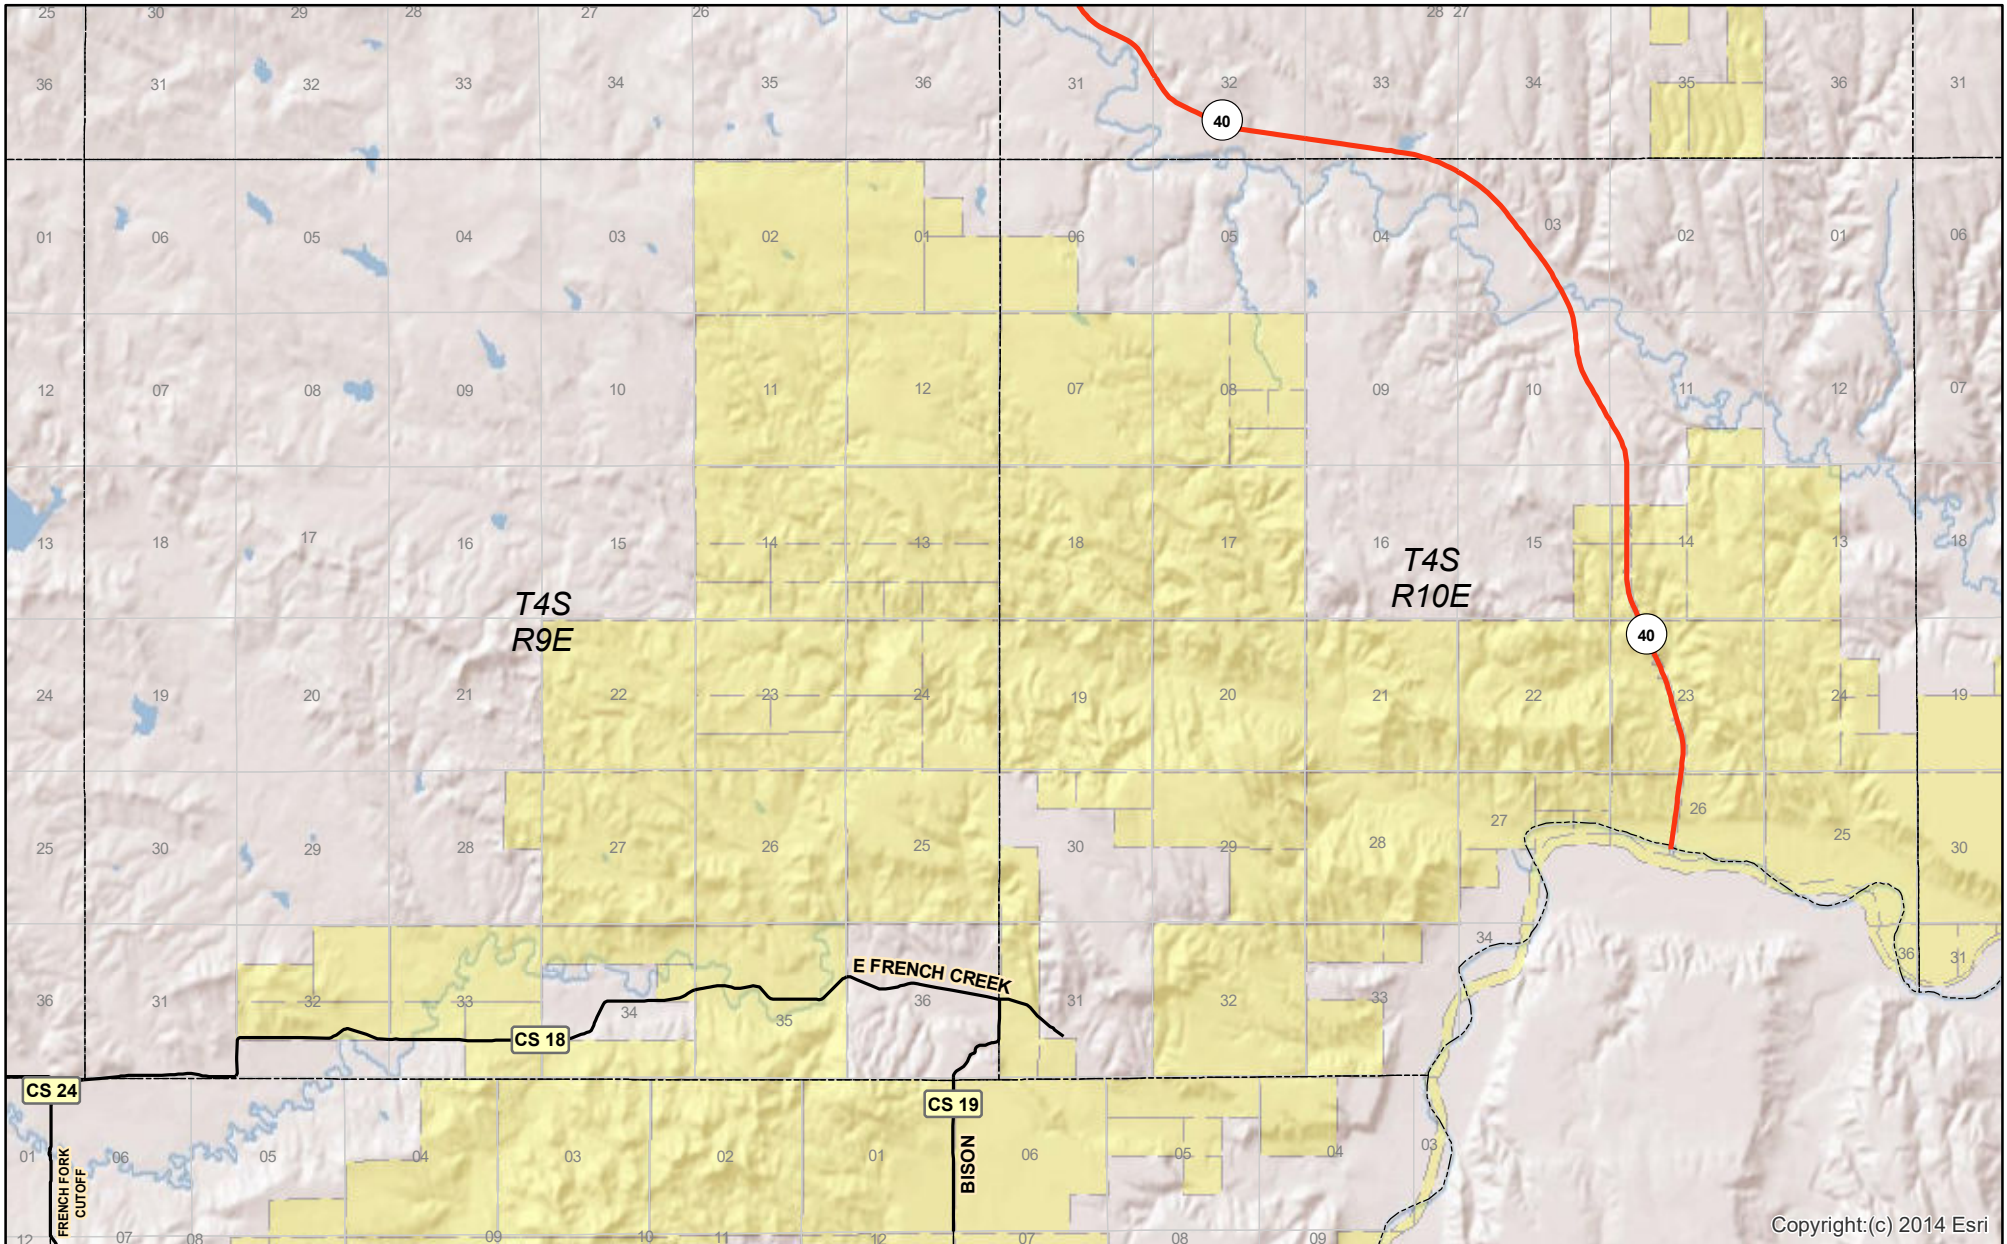 25 30 29 28 27 26 28 27
36 31 32 33 34 35 36 31 32 33 34 35 36 31
40
01 06 05 04 03 02 01 06 05 04 03 02 01 06
12 07 08 09 10 11 12 07 08 09 10 11 12 07
13 18 17 16 15 14 13 18 17 16 15 14 13 18
T4S
R10E
T4S
R9E
40
24 19 20 21 22 23 24 19 20 21 22 23 24 19
25 30 29 28 27 26 25 30 29 28 27 26 25 30
36 31 32 33 34 35 36 31 32 33 34 36 31
E FRENCH CREEK
CS 18
CS 24
CS 19
01 06 05 04 03 02 01 06 05 04 03
FRENCH FORK
CUTOFF
BISON
12 07 08 09 10 11 12 07 08 09
Copyright:(c) 2014 Esri